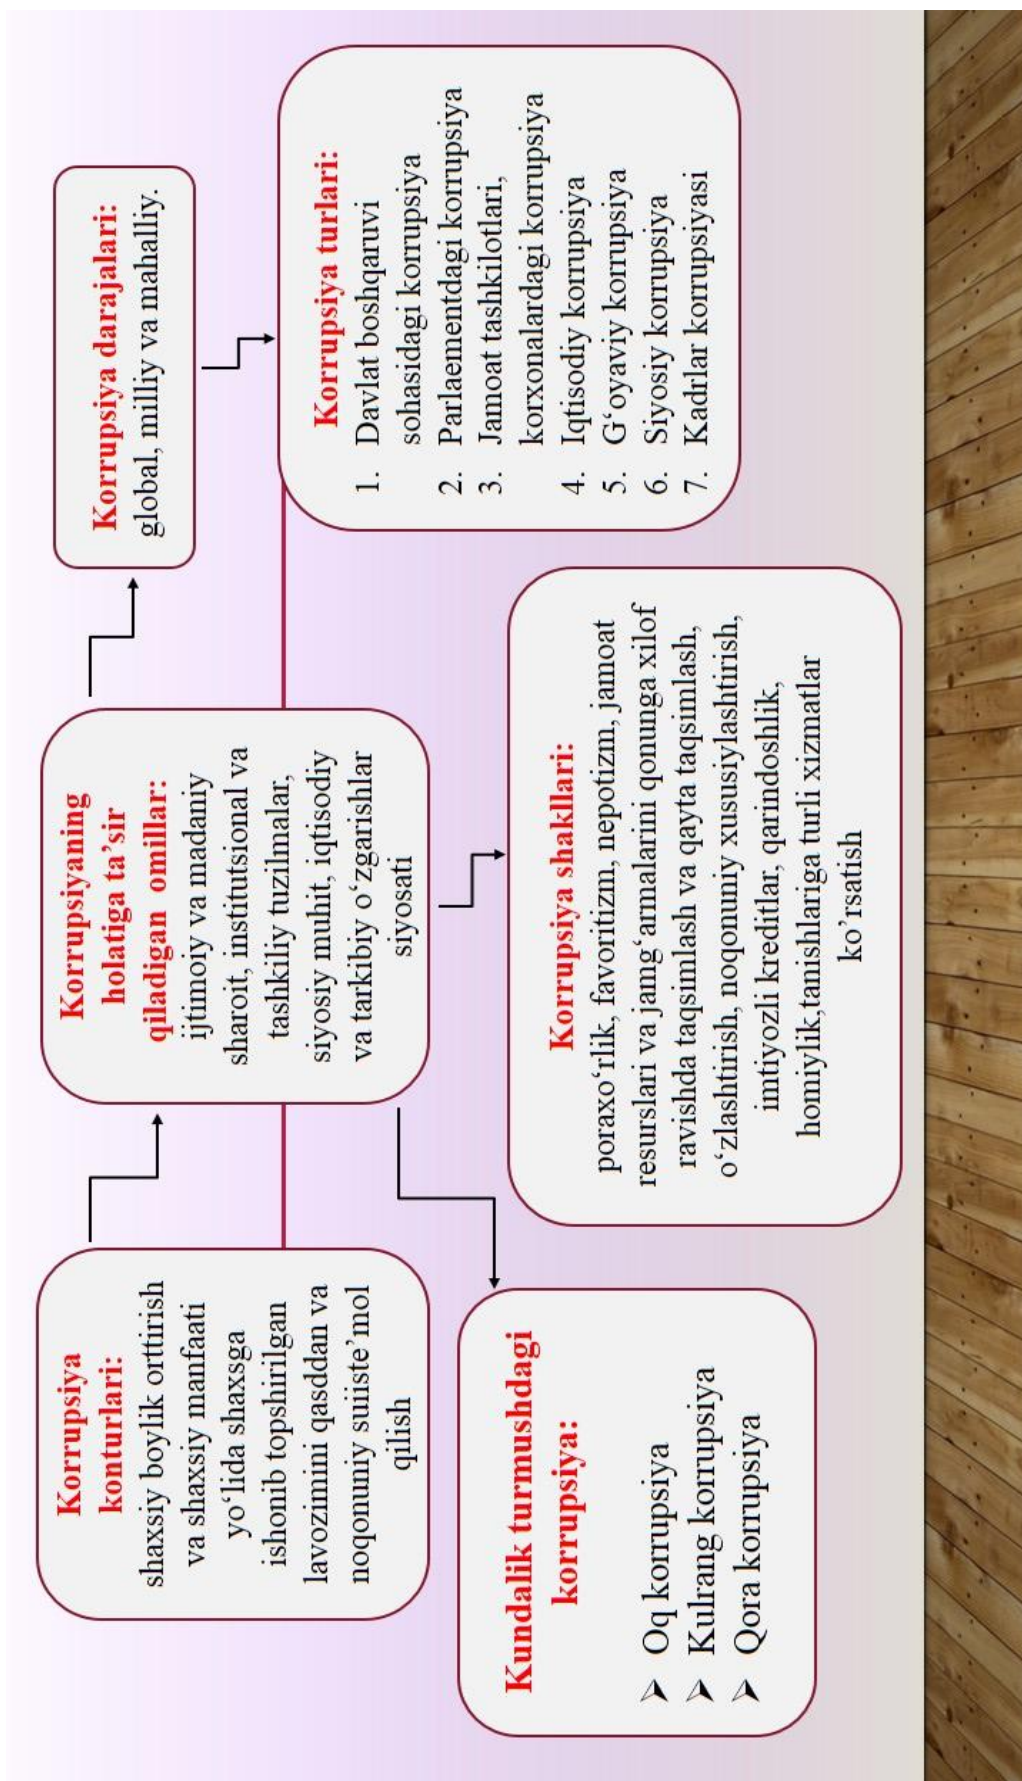 Korrupsiya
konturlari:
shaxsiy boylik orttirish
va shaxsiy manfaati
yo‘lida shaxsga
ishonib topshirilgan
lavozimini qasddan va
noqonuniy suiiste’mol
qilish
Korrupsiyaning
holatiga ta’sir
qiladigan omillar:
ijtimoiy va madaniy
sharoit, institutsional va
tashkiliy tuzilmalar,
siyosiy muhit, iqtisodiy
va tarkibiy o‘zgarishlar
siyosati
Korrupsiya darajalari:
global, milliy va mahalliy.
Kundalik turmushdagi
korrupsiya:
➢ Oq korrupsiya
➢ Kulrang korrupsiya
➢ Qora korrupsiya
Korrupsiya shakllari:
poraxo‘rlik, favoritizm, nepotizm, jamoat
resurslari va jamg‘armalarini qonunga xilof
ravishda taqsimlash va qayta taqsimlash,
o‘zlashtirish, noqonuniy xususiylashtirish,
imtiyozli kreditlar, qarindoshlik,
homiylik,tanishlariga turli xizmatlar
ko’rsatish
Korrupsiya turlari:
1. Davlat boshqaruvi
sohasidagi korrupsiya
2. Parlaementdagi korrupsiya
3. Jamoat tashkilotlari,
korxonalardagi korrupsiya
4. Iqtisodiy korrupsiya
5. G‘oyaviy korrupsiya
6. Siyosiy korrupsiya
7. Kadrlar korrupsiyasi